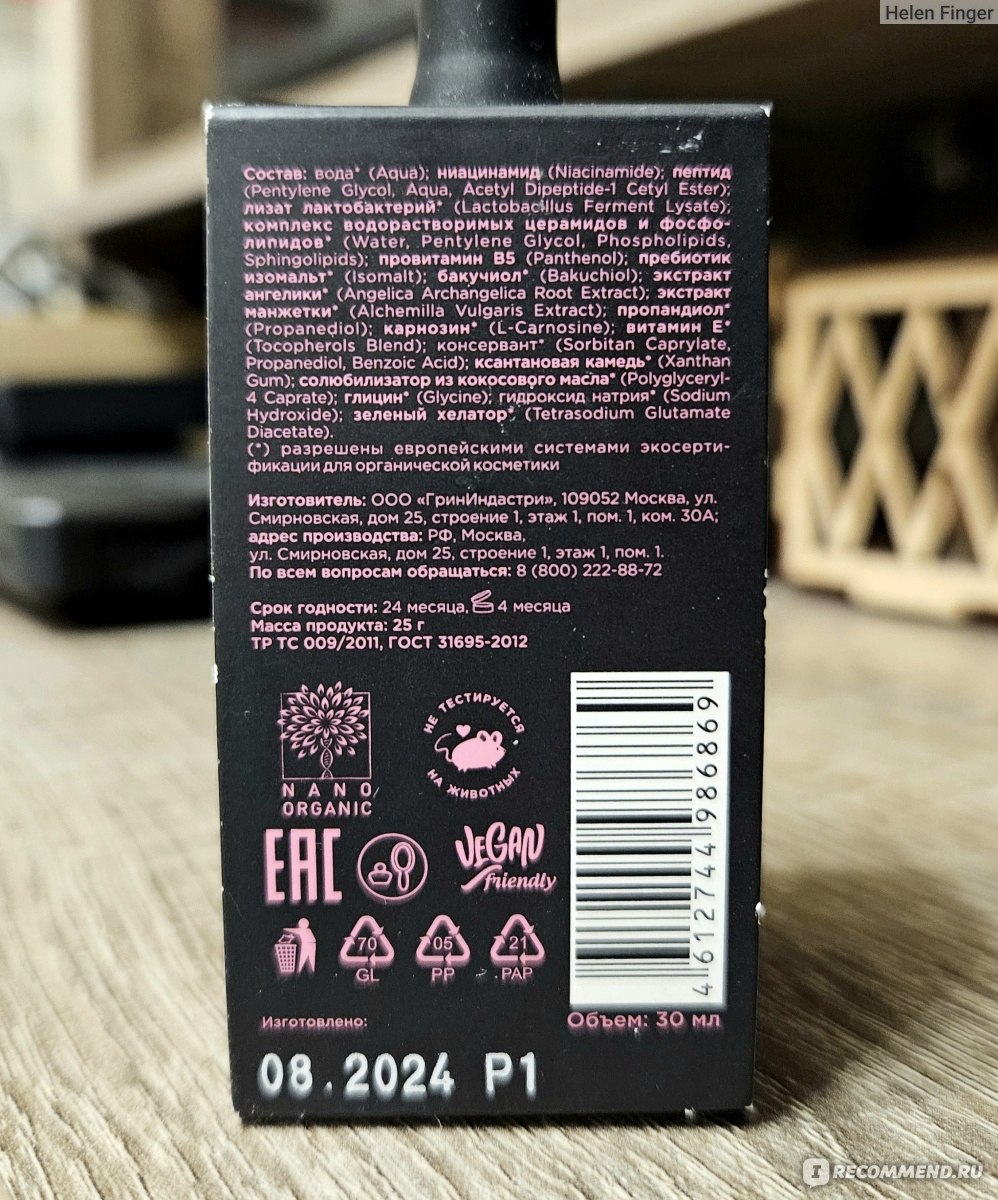 Helen Finger
Состав: вода* (Aqua); ниацинамид (Niacinamide); пептид
(Pentylene Glycol, Aqua, Acetyl Dipeptide-1 Cetyl Ester);
лизат лактобактерий* (Lactobacillus Ferment Lysate);
комплекс водорастворимых церамидов и фосфо-
липидов* (Water, Pentylene Glycol, Phospholipids,
Sphingolipids); провитамин B5 (Panthenol); пребиотик
изомальт* (Isomalt); бакучиол* (Bakuchiol); экстракт
ангелики* (Angelica Archangelica Root Extract); экстракт
манжетки* (Alchemilla Vulgaris Extract); пропандиол*
(Propanediol); карнозин* (L-Carnosine); витамин E*
(Tocopherols Blend); консервант* (Sorbitan Caprylate,
Propanediol, Benzoic Acid); ксантановая камедь* (Xanthan
Gum); солюбилизатор из кокосового масла* (Polyglyceryl-
4 Caprate); глицин* (Glycine); гидроксид натрия* (Sodium
Hydroxide); зеленый хелатор* (Tetrasodium Glutamate
Diacetate).
(*) разрешены европейскими системами экосерти-
фикации для органической косметики
Изготовитель: ООО «ГринИндастри», 109052 Москва, ул.
Смирновская, дом 25, строение 1, этаж 1, пом. 1, ком. 30А;
адрес производства: РФ, Москва,
ул. Смирновская, дом 25, строение 1, этаж 1, пом. 1.
По всем вопросам обращаться: 8 (800) 222-88-72
Срок годности: 24 месяца, 4 месяца
Масса продукта: 25 г
ТР ТС 009/2011, ГОСТ 31695-2012
NANO
ORGANIC
НЕ ТЕСТИРУЕТСЯ
НА ЖИВОТНЫХ
EAC
VEGAN
friendly
70
GL
05
PP
21
PAP
4 612744 986869
Объем: 30 мл
Изготовлено:
08.2024 P1
IRECOMMEND.RU